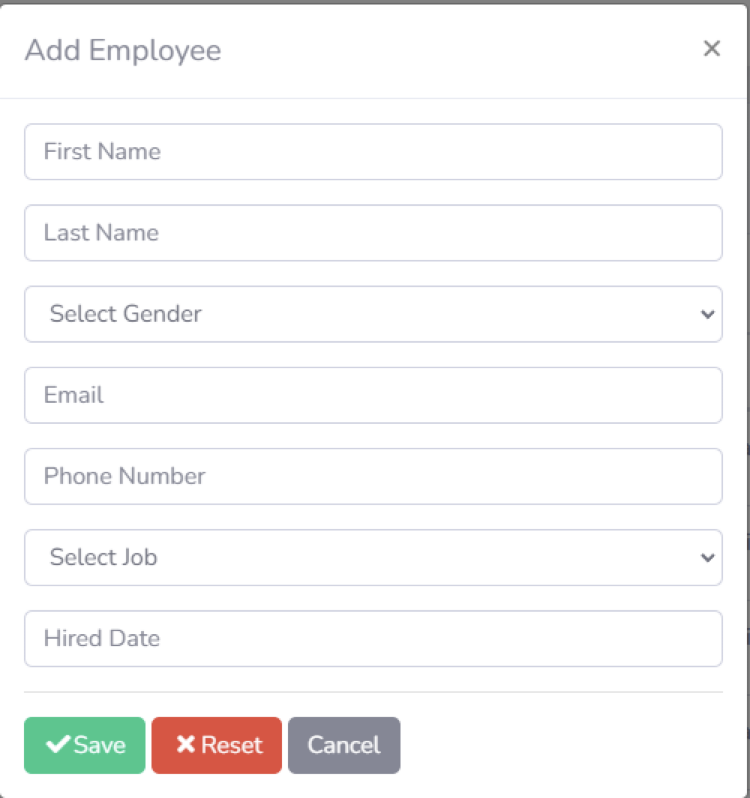 Add Employee
First Name
Last Name
Select Gender
Email
Phone Number
Select Job
Hired Date
Save Reset Cancel